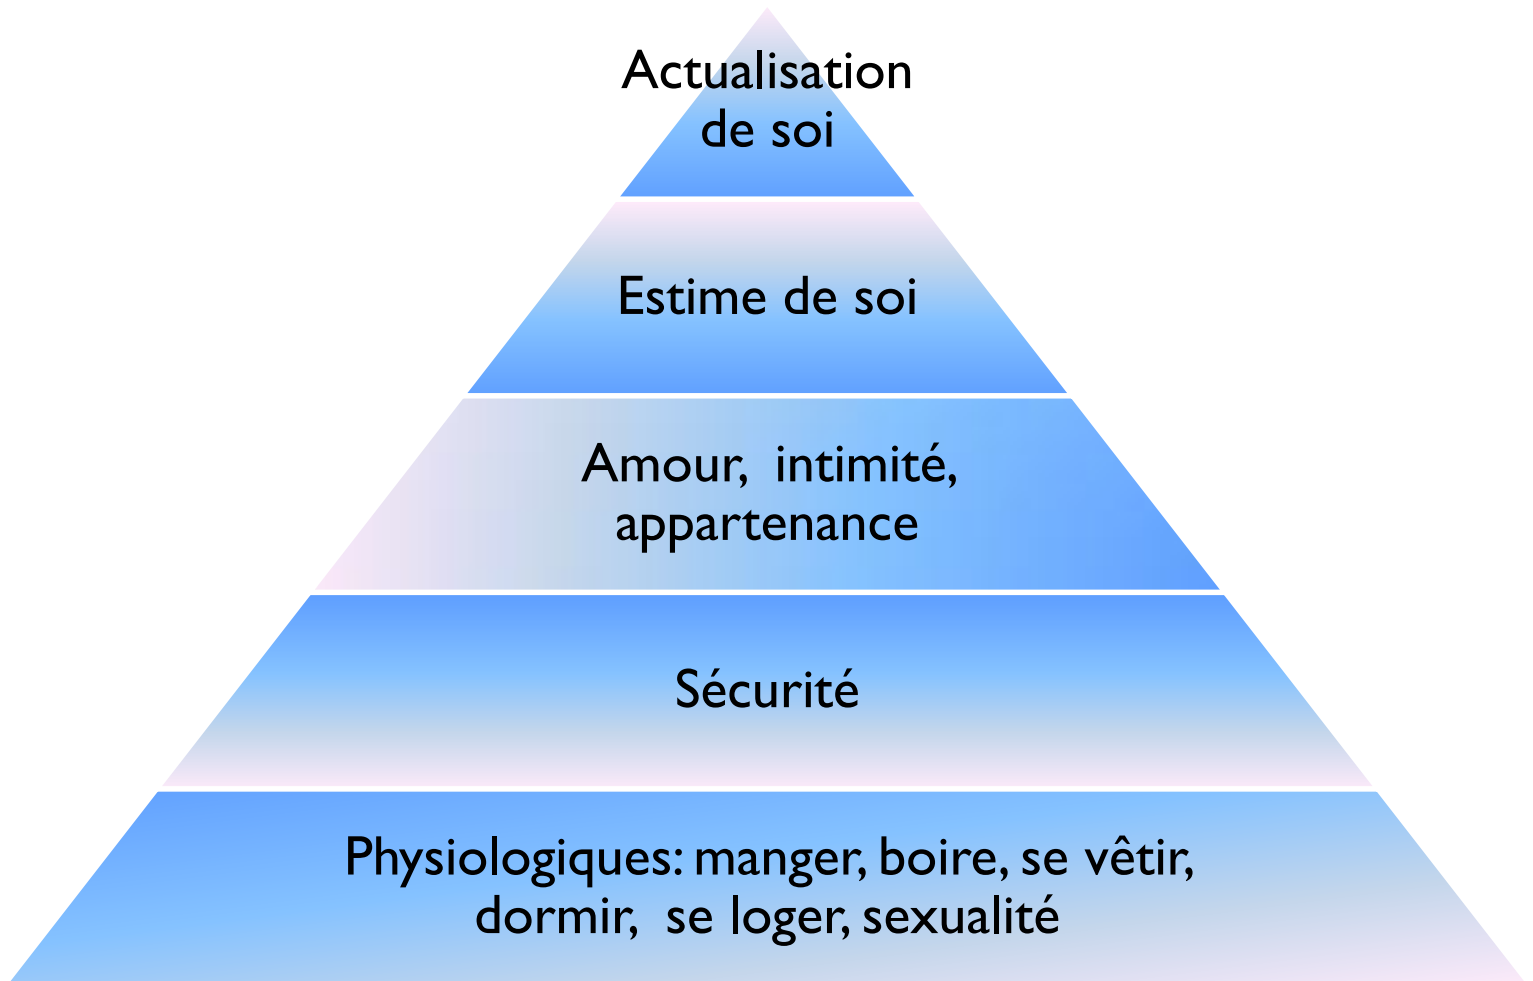 Actualisation
de soi
Estime de soi
Amour, intimité,
appartenance
Sécurité
Physiologiques: manger, boire, se vêtir,
dormir, se loger, sexualité